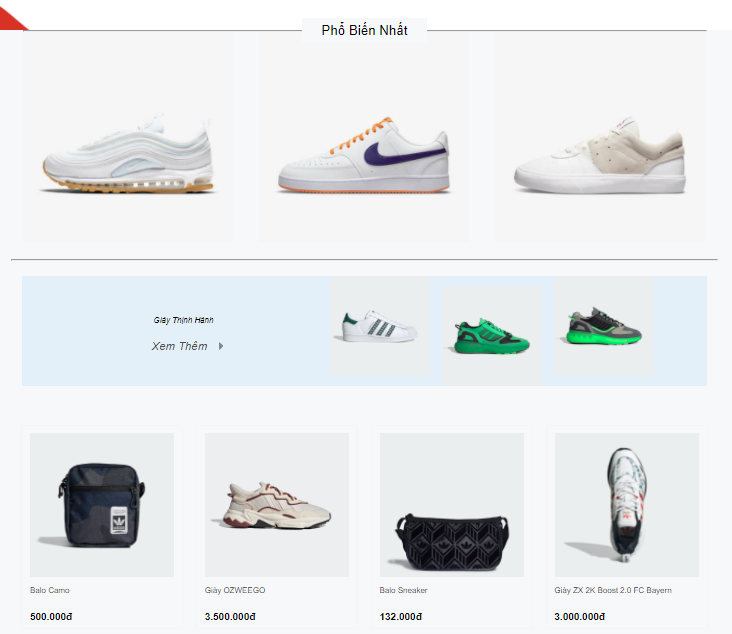 Phổ Biến Nhất
Giày Thịnh Hành
Xem Thêm
Balo Camo
Giày OZWEEGO
Balo Sneaker
Giày ZX 2K Boost 2.0 FC Bayern
500.000đ
3.500.000đ
132.000đ
3.000.000đ